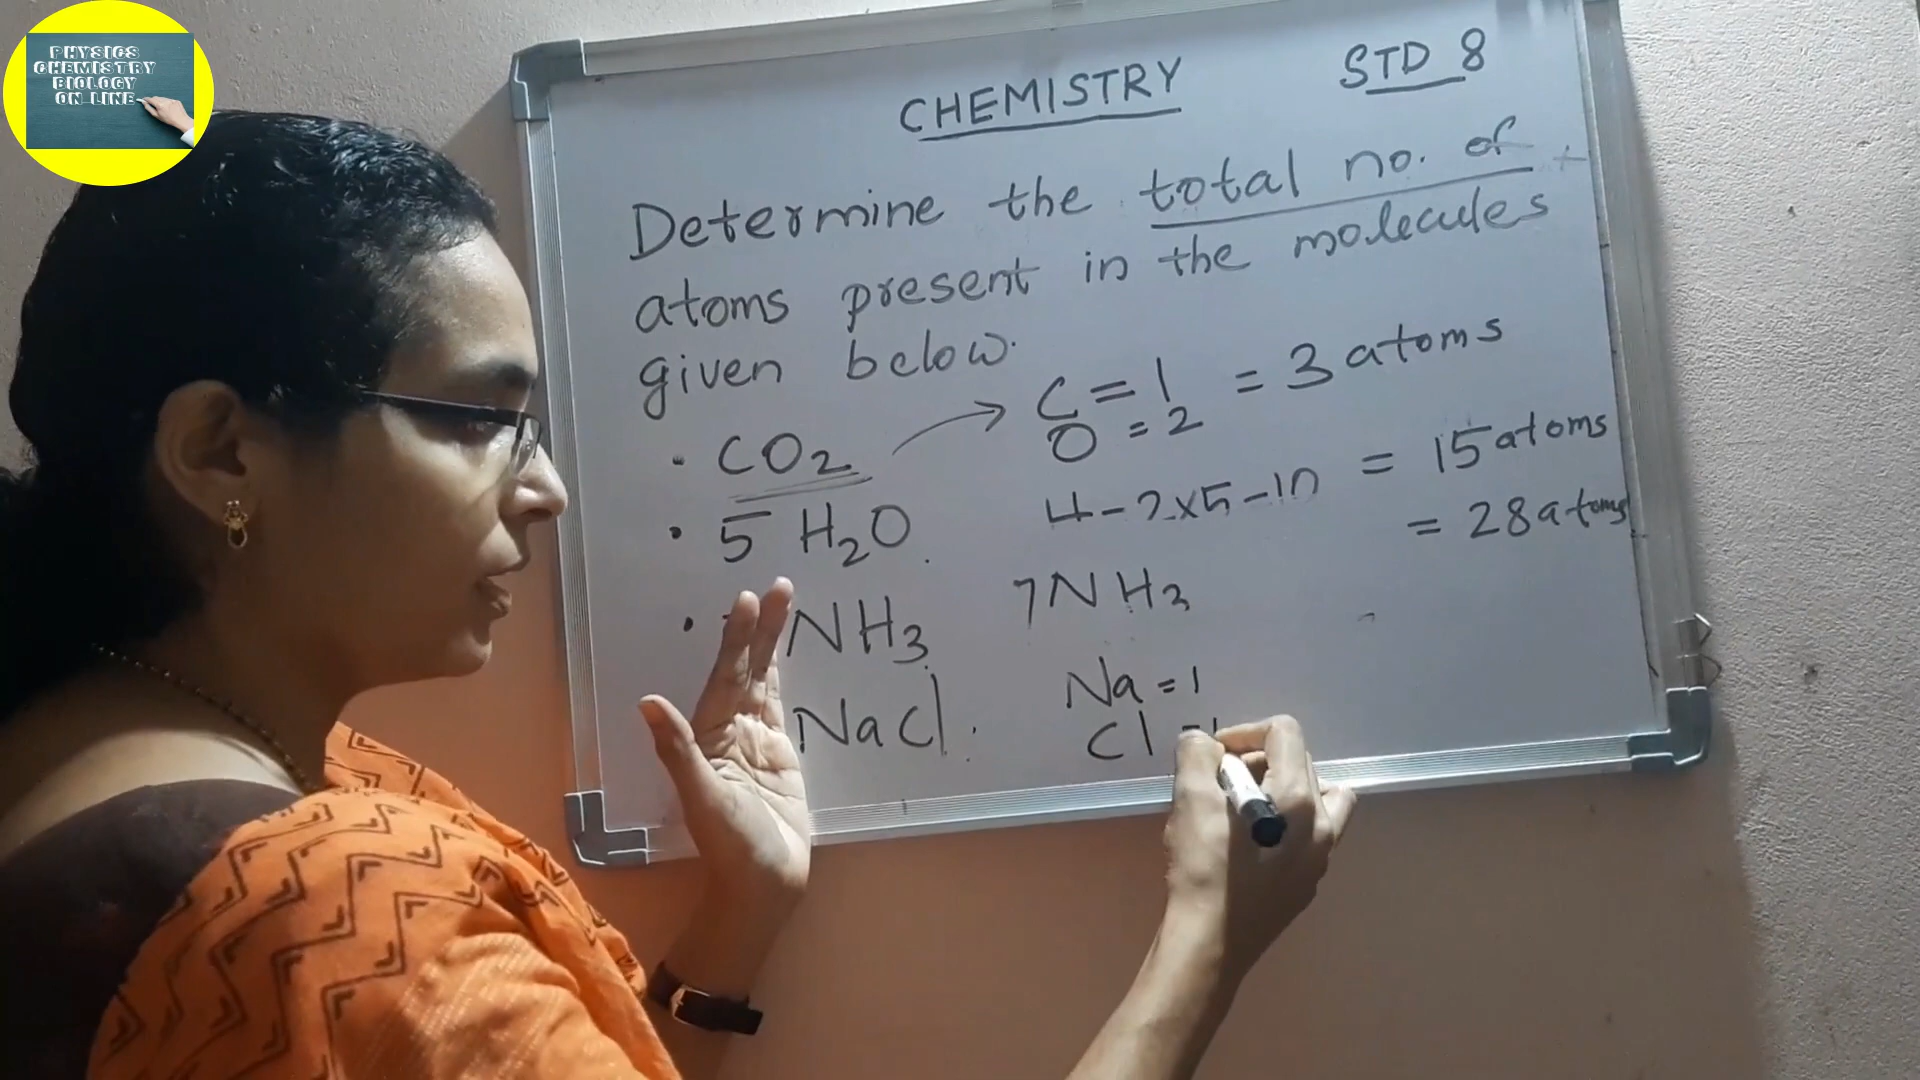 PHYSICS
CHEMISTRY
BIOLOGY
ON LINE
CHEMISTRY STD 8
Determine the total no. of
atoms present in the molecules
given below.
• CO2 → C = 1 = 3 atoms
O = 2
• 5 H2O H - 2x5 - 10 = 15 atoms
= 28 atoms
• NH3 7NH3
NaCl. Na = 1
Cl = 1